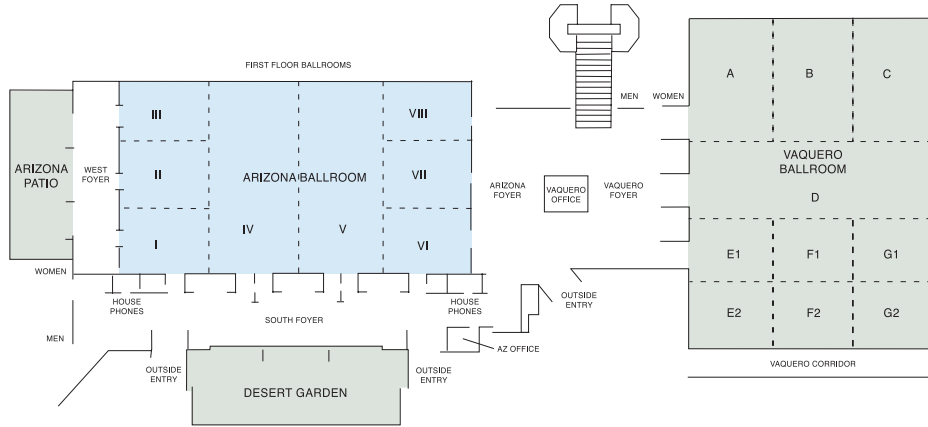 FIRST FLOOR BALLROOMS
MEN
WOMEN
A
B
C
III
VIII
ARIZONA
PATIO
WEST
FOYER
II
ARIZONA BALLROOM
VII
ARIZONA
FOYER
VAQUERO
OFFICE
VAQUERO
FOYER
VAQUERO
BALLROOM
D
I
IV
V
VI
E1
F1
G1
WOMEN
HOUSE
PHONES
HOUSE
PHONES
OUTSIDE
ENTRY
E2
F2
G2
SOUTH FOYER
MEN
AZ OFFICE
OUTSIDE
ENTRY
OUTSIDE
ENTRY
VAQUERO CORRIDOR
DESERT GARDEN